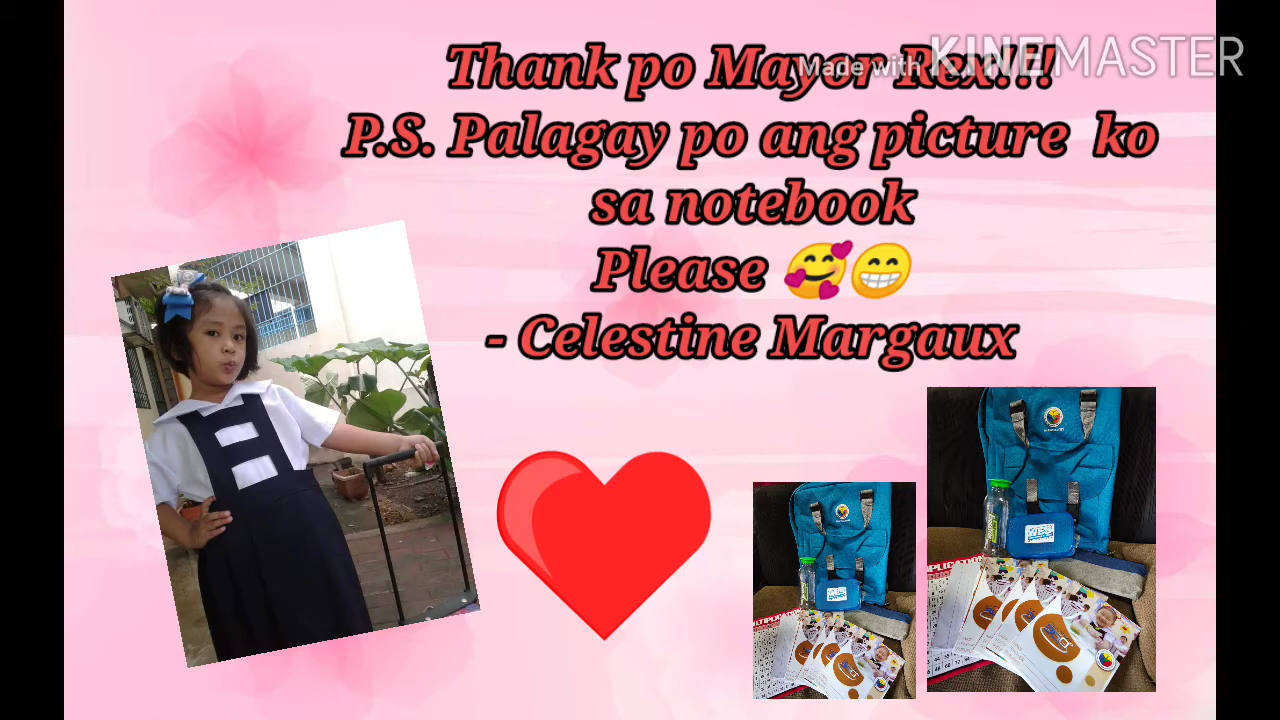 Thank po Mayor Rex!!!
Made with KINEMASTER
P.S. Palagay po ang picture ko
sa notebook
Please 🥰😁
- Celestine Margaux